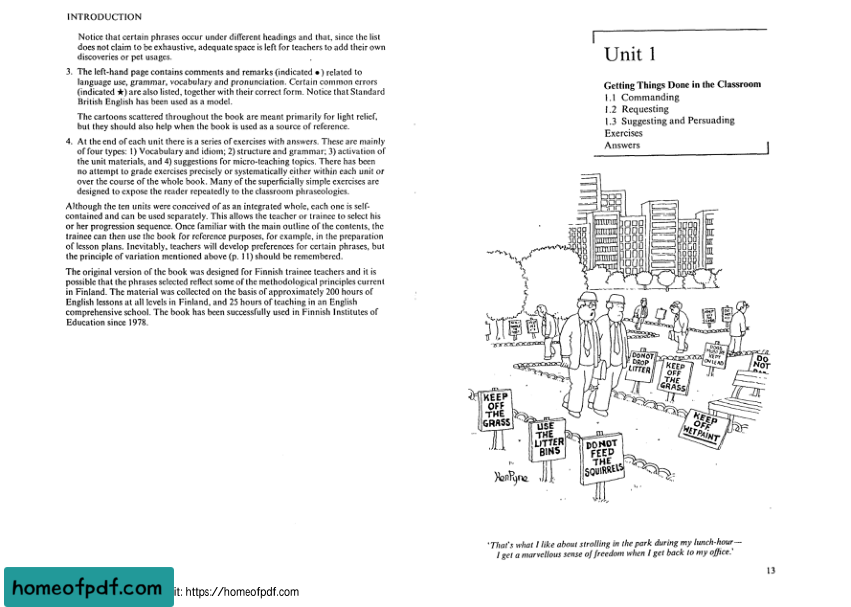 INTRODUCTION
Notice that certain phrases occur under different headings and that, since the list
does not claim to be exhaustive, adequate space is left for teachers to add their own
discoveries or pet usages.
3. The left-hand page contains comments and remarks (indicated ●) related to
language use, grammar, vocabulary and pronunciation. Certain common errors
(indicated ★) are also listed, together with their correct form. Notice that Standard
British English has been used as a model.
The cartoons scattered throughout the book are meant primarily for light relief,
but they should also help when the book is used as a source of reference.
4. At the end of each unit there is a series of exercises with answers. These are mainly
of four types: 1) Vocabulary and idiom; 2) structure and grammar; 3) activation of
the unit materials, and 4) suggestions for micro-teaching topics. There has been
no attempt to grade exercises precisely or systematically either within each unit or
over the course of the whole book. Many of the superficially simple exercises are
designed to expose the reader repeatedly to the classroom phraseologies.
Although the ten units were conceived of as an integrated whole, each one is self-
contained and can be used separately. This allows the teacher or trainee to select his
or her progression sequence. Once familiar with the main outline of the contents, the
trainee can then use the book for reference purposes, for example, in the preparation
of lesson plans. Inevitably, teachers will develop preferences for certain phrases, but
the principle of variation mentioned above (p. 11) should be remembered.
The original version of the book was designed for Finnish trainee teachers and it is
possible that the phrases selected reflect some of the methodological principles current
in Finland. The material was collected on the basis of approximately 200 hours of
English lessons at all levels in Finland, and 25 hours of teaching in an English
comprehensive school. The book has been successfully used in Finnish Institutes of
Education since 1978.
Unit 1
Getting Things Done in the Classroom
1.1 Commanding
1.2 Requesting
1.3 Suggesting and Persuading
Exercises
Answers
DO NOT
DROP
LITTER
KEEP
OFF
THE
GRASS
DOGS
MUST BE
KEPT
ON LEAD
DO
NOT
KEEP
OFF
THE
GRASS
USE
THE
LITTER
BINS
DO NOT
FEED
THE
SQUIRRELS
KEEP
OFF
WET PAINT
KenPyne
'That's what I like about strolling in the park during my lunch-hour—
I get a marvellous sense of freedom when I get back to my office.'
13
homeofpdf.com
it: https://homeofpdf.com